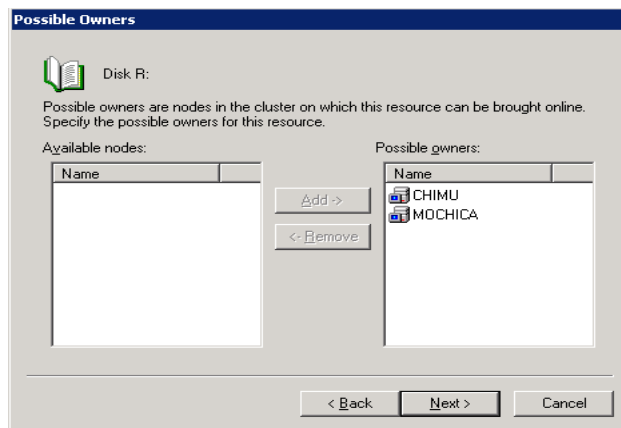 Possible Owners
Disk R:
Possible owners are nodes in the cluster on which this resource can be brought online.
Specify the possible owners for this resource.
Available nodes:
Possible owners:
Name
Name
Add ->
CHIMU
MOCHICA
<- Remove
< Back
Next >
Cancel